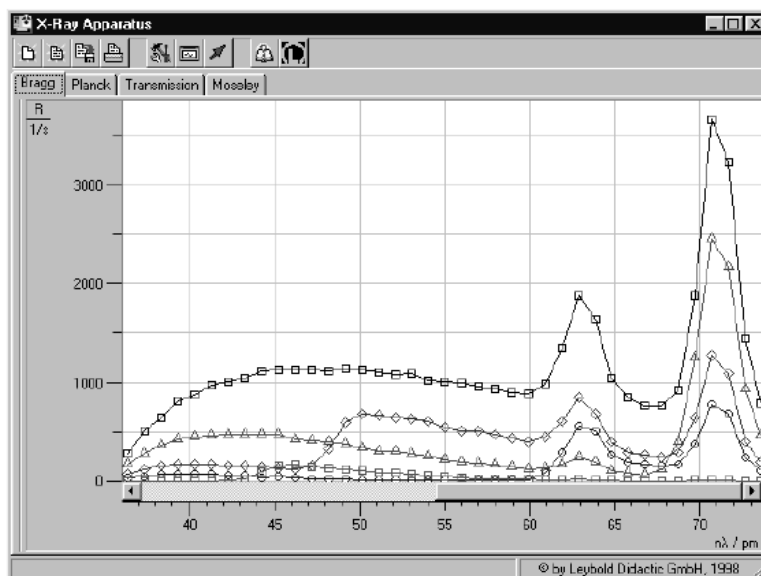 X-Ray Apparatus
Bragg Planck Transmission Moseley
R
1/s
3000
2000
1000
0
40 45 50 55 60 65 70
nλ / pm
© by Leybold Didactic GmbH, 1998